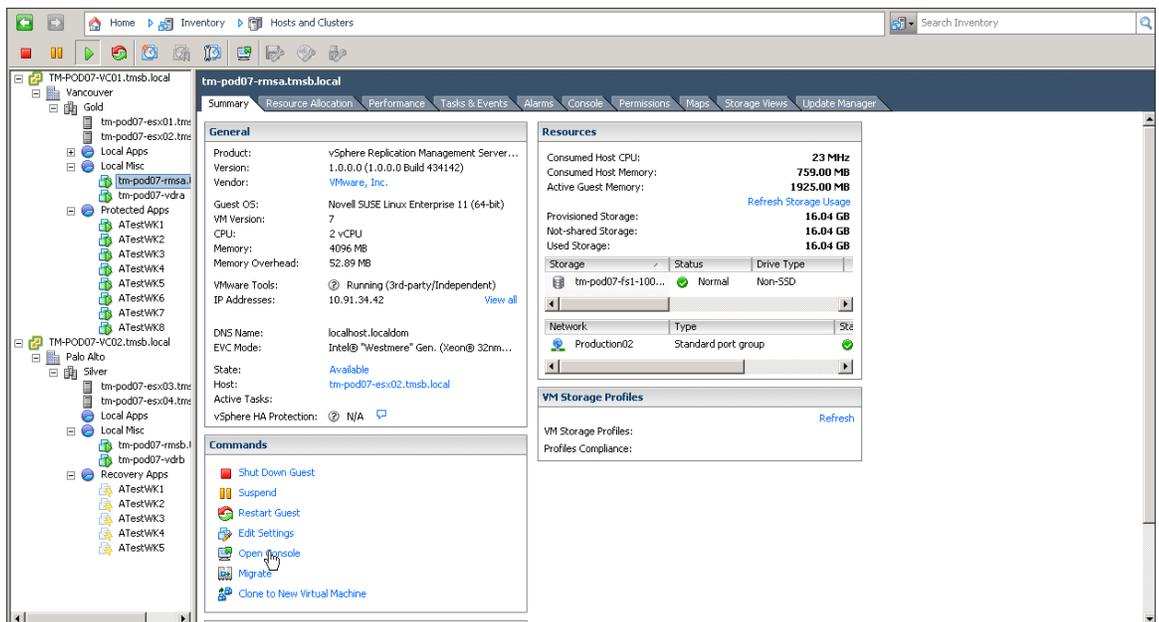 Home Inventory Hosts and Clusters Search Inventory
TM-POD07-VC01.tmsb.local
Vancouver
Gold
tm-pod07-esx01.tms
tm-pod07-esx02.tms
Local Apps
Local Misc
tm-pod07-rmsa.l
tm-pod07-vdra
Protected Apps
ATestWK1
ATestWK2
ATestWK3
ATestWK4
ATestWK5
ATestWK6
ATestWK7
ATestWK8
TM-POD07-VC02.tmsb.local
Palo Alto
Silver
tm-pod07-esx03.tms
tm-pod07-esx04.tms
Local Apps
Local Misc
tm-pod07-rmsb.l
tm-pod07-vdrb
Recovery Apps
ATestWK1
ATestWK2
ATestWK3
ATestWK4
ATestWK5
tm-pod07-rmsa.tmsb.local
Summary Resource Allocation Performance Tasks & Events Alarms Console Permissions Maps Storage Views Update Manager
General
Product: vSphere Replication Management Server...
Version: 1.0.0.0 (1.0.0.0 Build 434142)
Vendor: VMware, Inc.
Guest OS: Novell SUSE Linux Enterprise 11 (64-bit)
VM Version: 7
CPU: 2 vCPU
Memory: 4096 MB
Memory Overhead: 52.89 MB
VMware Tools: Running (3rd-party/Independent)
IP Addresses: 10.91.34.42 View all
DNS Name: localhost.localdom
EVC Mode: Intel® "Westmere" Gen. (Xeon® 32nm...
State: Available
Host: tm-pod07-esx02.tmsb.local
Active Tasks:
vSphere HA Protection: N/A
Commands
Shut Down Guest
Suspend
Restart Guest
Edit Settings
Open Console
Migrate
Clone to New Virtual Machine
Resources
Consumed Host CPU: 23 MHz
Consumed Host Memory: 759.00 MB
Active Guest Memory: 1925.00 MB
Refresh Storage Usage
Provisioned Storage: 16.04 GB
Not-shared Storage: 16.04 GB
Used Storage: 16.04 GB
Storage Status Drive Type
tm-pod07-fs1-100... Normal Non-SSD
Network Type Sta
Production02 Standard port group
VM Storage Profiles
Refresh
VM Storage Profiles:
Profiles Compliance: